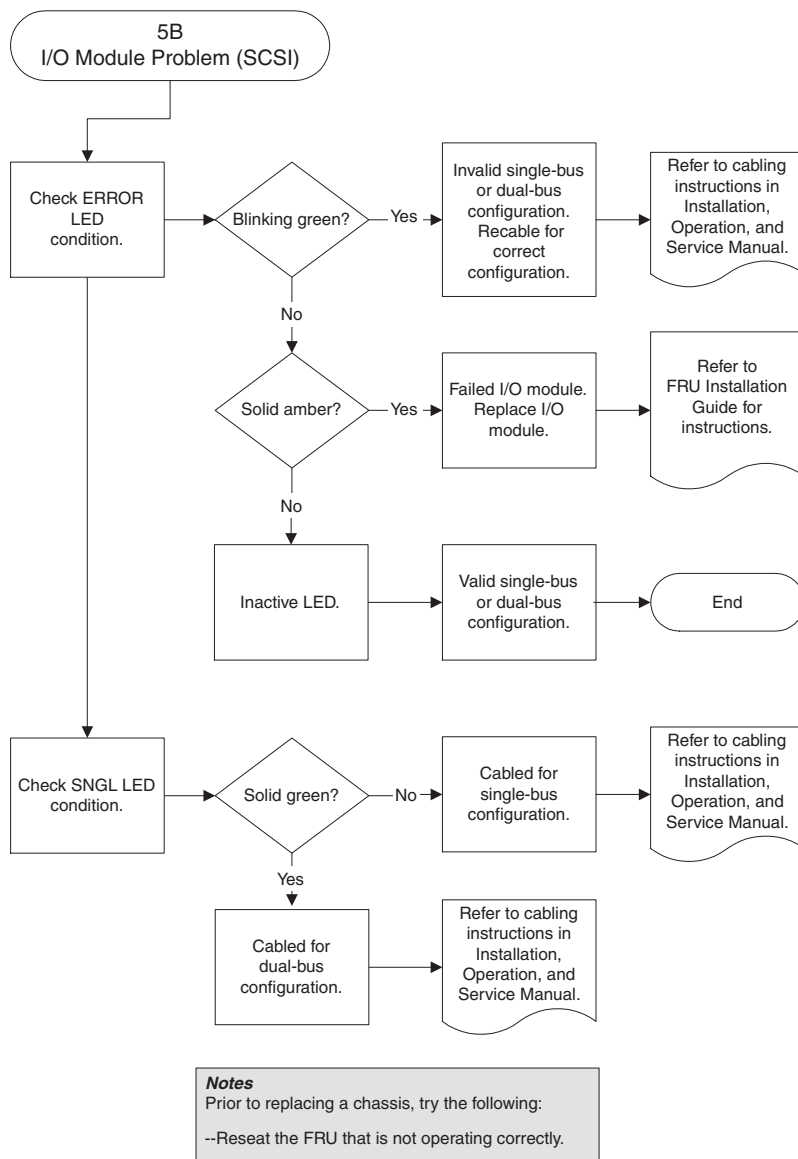 5B
I/O Module Problem (SCSI)
Check ERROR
LED
condition.
Blinking green?
Yes
Invalid single-bus
or dual-bus
configuration.
Recable for
correct
configuration.
Refer to cabling
instructions in
Installation,
Operation, and
Service Manual.
No
Solid amber?
Yes
Failed I/O module.
Replace I/O
module.
Refer to
FRU Installation
Guide for
instructions.
No
Inactive LED.
Valid single-bus
or dual-bus
configuration.
End
Check SNGL LED
condition.
Solid green?
No
Cabled for
single-bus
configuration.
Refer to cabling
instructions in
Installation,
Operation, and
Service Manual.
Yes
Cabled for
dual-bus
configuration.
Refer to cabling
instructions in
Installation,
Operation, and
Service Manual.
Notes
Prior to replacing a chassis, try the following:
--Reseat the FRU that is not operating correctly.